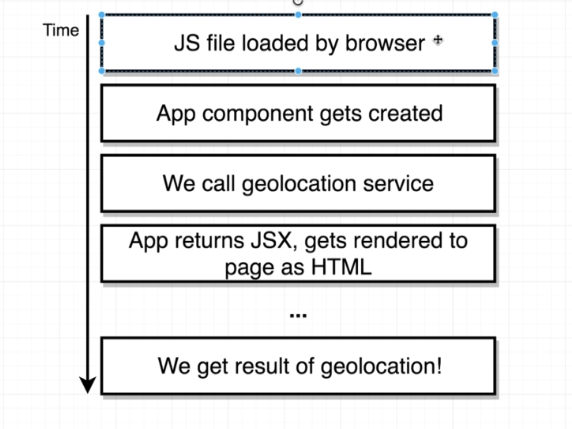 Time
JS file loaded by browser
App component gets created
We call geolocation service
App returns JSX, gets rendered to
page as HTML
...
We get result of geolocation!